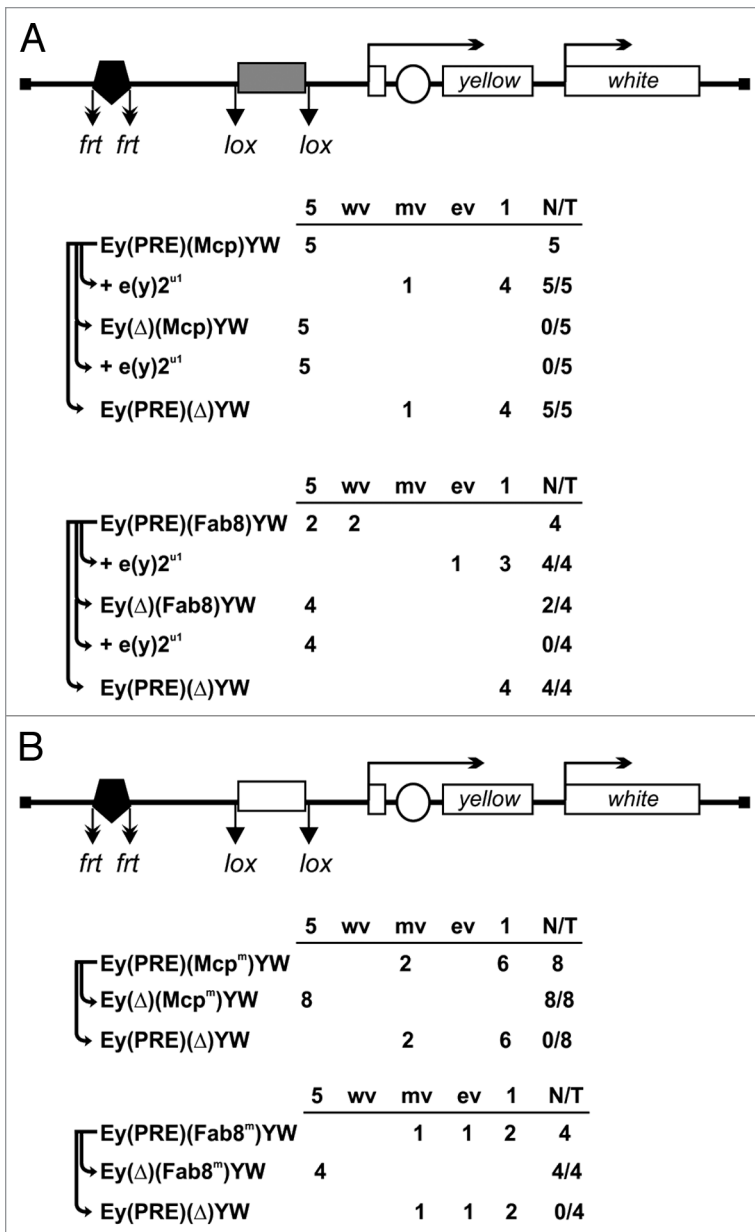 A
yellow white
frt frt lox lox
5 wv mv ev 1 N/T
Ey(PRE)(Mcp)YW 5 5
+ e(y)2ᵘ¹ 1 4 5/5
Ey(Δ)(Mcp)YW 5 0/5
+ e(y)2ᵘ¹ 5 0/5
Ey(PRE)(Δ)YW 1 4 5/5
5 wv mv ev 1 N/T
Ey(PRE)(Fab8)YW 2 2 4
+ e(y)2ᵘ¹ 1 3 4/4
Ey(Δ)(Fab8)YW 4 2/4
+ e(y)2ᵘ¹ 4 0/4
Ey(PRE)(Δ)YW 4 4/4
B
yellow white
frt frt lox lox
5 wv mv ev 1 N/T
Ey(PRE)(Mcpᵐ)YW 2 6 8
Ey(Δ)(Mcpᵐ)YW 8 8/8
Ey(PRE)(Δ)YW 2 6 0/8
5 wv mv ev 1 N/T
Ey(PRE)(Fab8ᵐ)YW 1 1 2 4
Ey(Δ)(Fab8ᵐ)YW 4 4/4
Ey(PRE)(Δ)YW 1 1 2 0/4